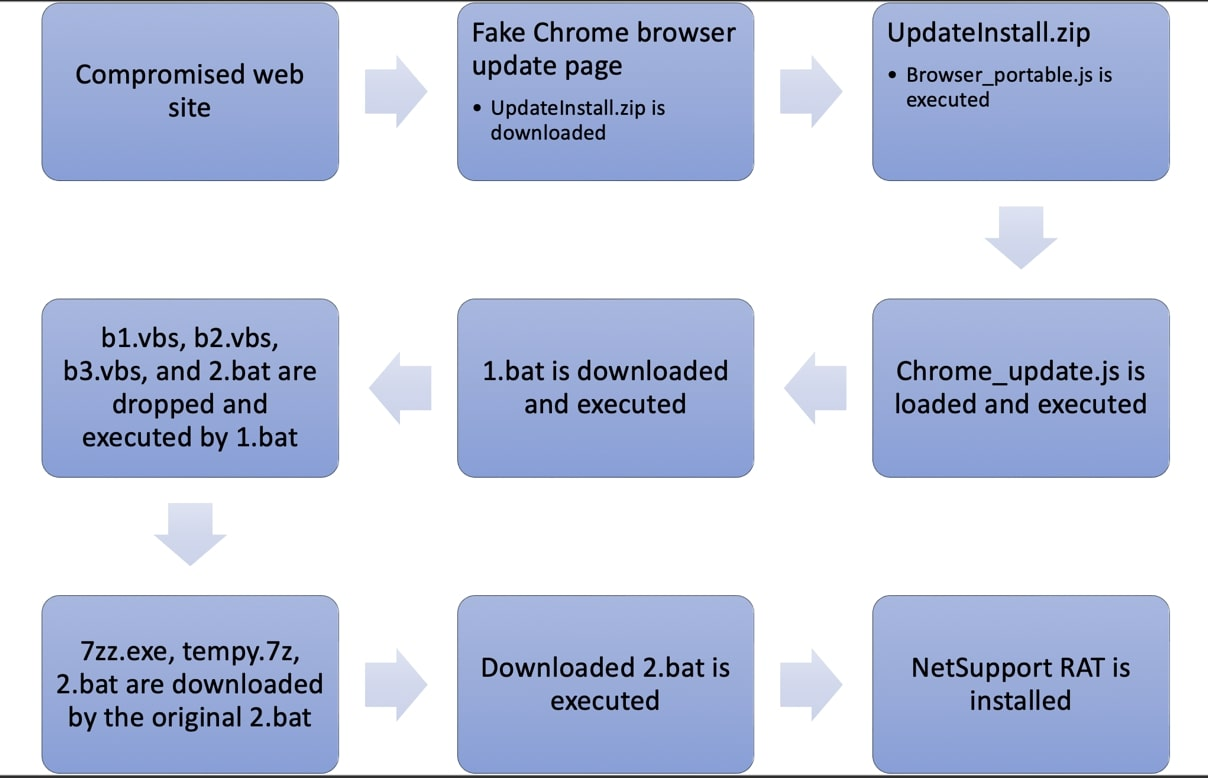 Compromised web
site
Fake Chrome browser
update page
• UpdateInstall.zip is
downloaded
UpdateInstall.zip
• Browser_portable.js is
executed
Chrome_update.js is
loaded and executed
1.bat is downloaded
and executed
b1.vbs, b2.vbs,
b3.vbs, and 2.bat are
dropped and
executed by 1.bat
7zz.exe, tempy.7z,
2.bat are downloaded
by the original 2.bat
Downloaded 2.bat is
executed
NetSupport RAT is
installed